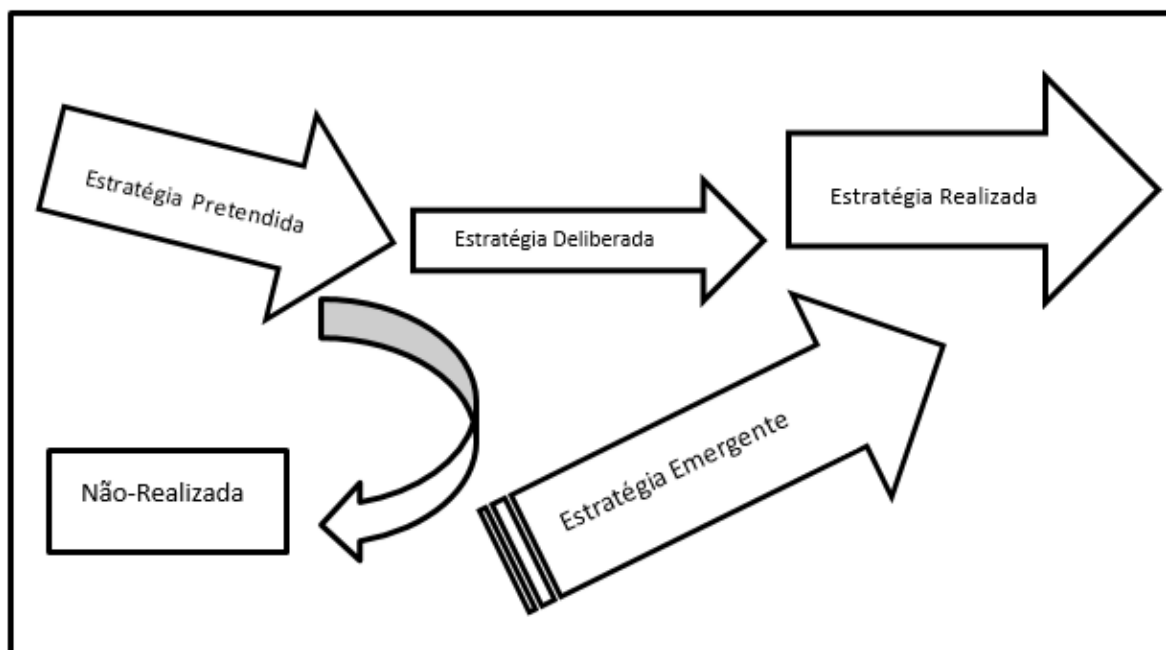 Estratégia Pretendida
Estratégia Deliberada
Estratégia Realizada
Não-Realizada
Estratégia Emergente